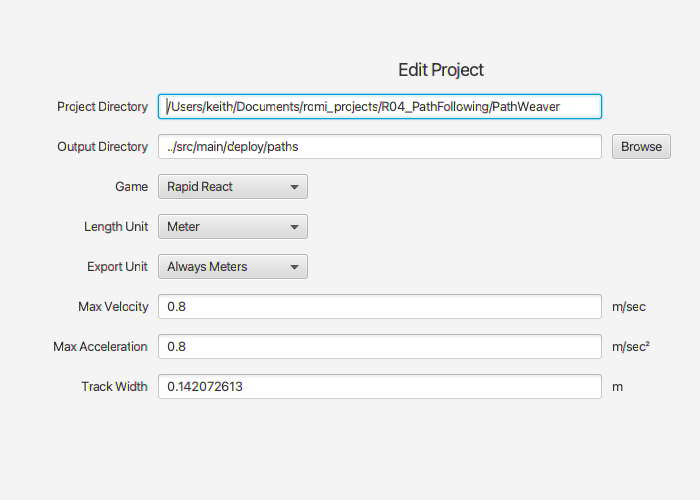 Edit Project
Project Directory /Users/keith/Documents/romi_projects/R04_PathFollowing/PathWeaver
Output Directory ../src/main/deploy/paths Browse
Game Rapid React
Length Unit Meter
Export Unit Always Meters
Max Velocity 0.8 m/sec
Max Acceleration 0.8 m/sec²
Track Width 0.142072613 m